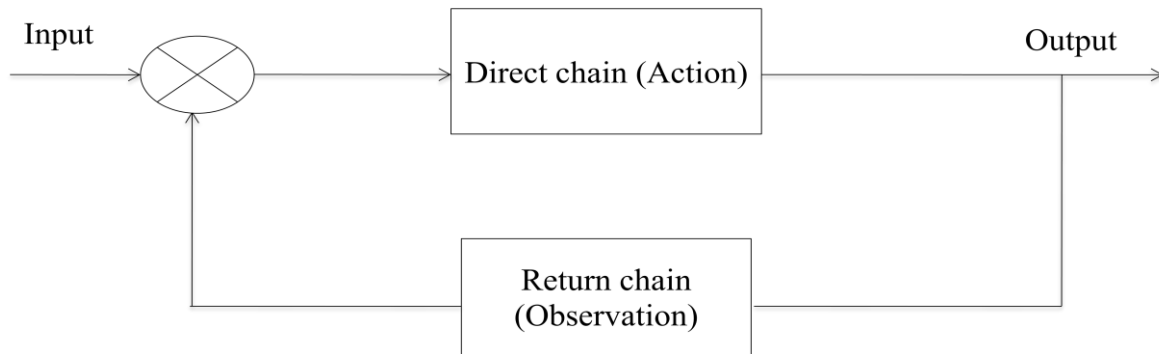 Input
Direct chain (Action)
Output
Return chain
(Observation)